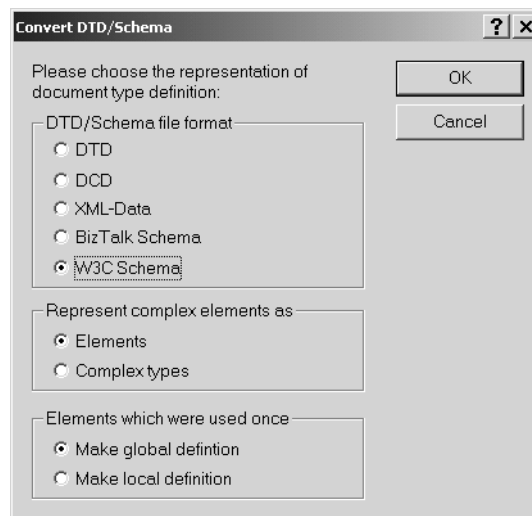 Convert DTD/Schema
Please choose the representation of
document type definition:
OK
Cancel
DTD/Schema file format
DTD
DCD
XML-Data
BizTalk Schema
W3C Schema
Represent complex elements as
Elements
Complex types
Elements which were used once
Make global defintion
Make local definition